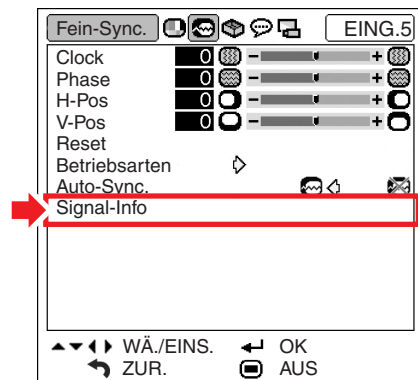 Fein-Sync. EING.5
Clock 0 - +
Phase 0 - +
H-Pos 0 - +
V-Pos 0 - +
Reset
Betriebsarten
Auto-Sync.
Signal-Info
WÄ./EINS. OK
ZUR. AUS